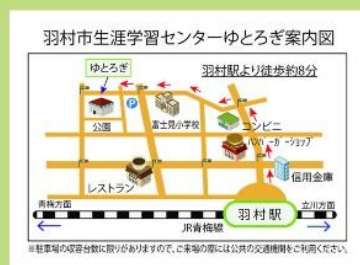 羽村市生涯学習センターゆとろぎ案内図
ゆとろぎ
羽村駅より徒歩約8分
P
公園
富士見小学校
コンビニ
ハンバーガーショップ
レストラン
信用金庫
青梅方面
羽村駅
立川方面
JR青梅線
※駐車場の収容台数に限りがありますので、ご来場の際には公共の交通機関をご利用ください。